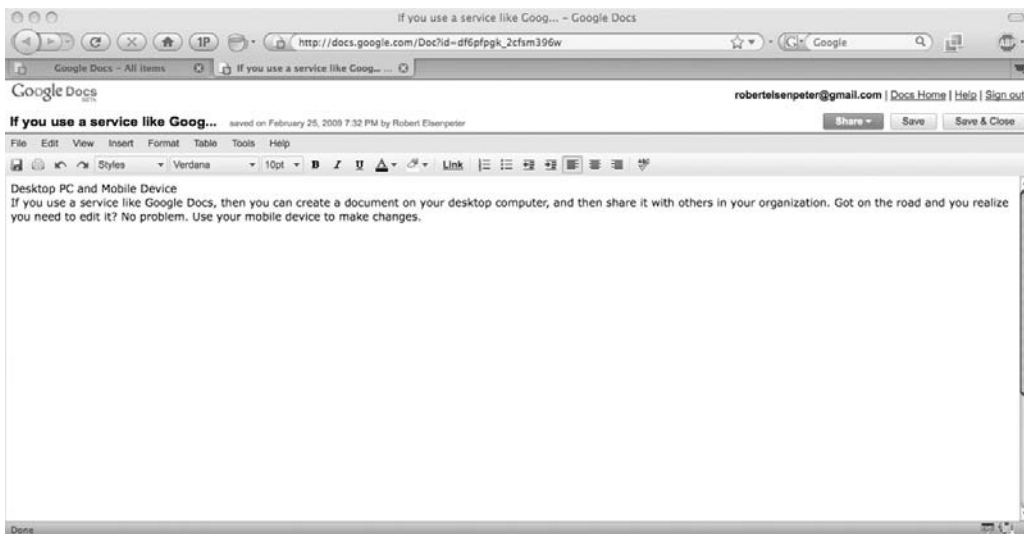 If you use a service like Goog... – Google Docs
1P http://docs.google.com/Doc?id=df6pfpgk_2cfsm396w G Google ABP
Google Docs – All items If you use a service like Goog... ...
Google Docs BETA robertelsenpeter@gmail.com | Docs Home | Help | Sign out
If you use a service like Goog... saved on February 25, 2009 7:32 PM by Robert Elsenpeter Share Save Save & Close
File Edit View Insert Format Table Tools Help
Styles Verdana 10pt B I U A Link
Desktop PC and Mobile Device
If you use a service like Google Docs, then you can create a document on your desktop computer, and then share it with others in your organization. Got on the road and you realize
you need to edit it? No problem. Use your mobile device to make changes.
Done